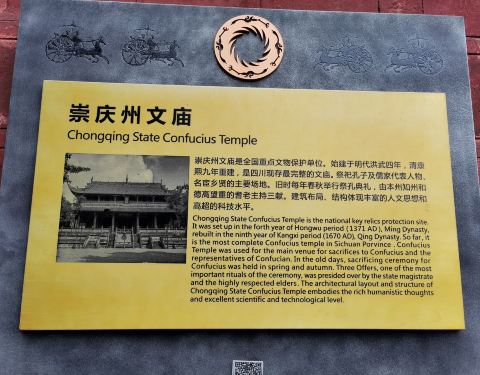 崇庆州文庙
Chongqing State Confucius Temple
崇庆州文庙是全国重点文物保护单位。始建于明代洪武四年，清康
熙九年重建，是四川现存最完整的文庙。祭祀孔子及儒家代表人物、
名宦乡贤的主要场地。旧时每年春秋举行祭孔典礼，由本州知州和
德高望重的耆老主持三献。建筑布局、结构体现丰富的人文思想和
高超的科技水平。
Chongqing State Confucius Temple is the national key relics protection site.
It was set up in the forth year of Hongwu period ( 1371 AD ), Ming Dynasty,
rebuilt in the ninth year of Kangxi period (1670 AD), Qing Dynasty. So far , it
is the most complete Confucius temple in Sichuan Porvince . Confucius
Temple was used for the main venue for sacrifices to Confucius and the
representatives of Confucian. In the old days, sacrificing ceremony for
Confucius was held in spring and autumn. Three Offers, one of the most
important rituals of the ceremony, was presided over by the state magistrate
and the highly respected elders. The architectural layout and structure of
Chongqing State Confucius Temple embodies the rich humanistic thoughts
and excellent scientific and technological level.